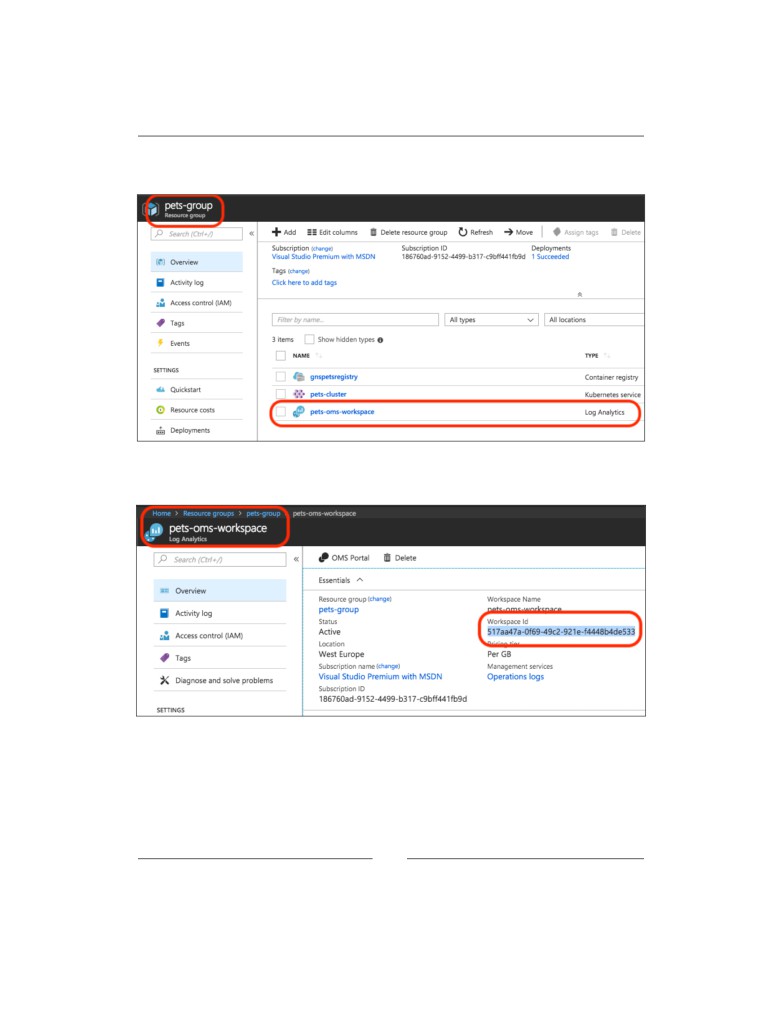 pets-group
Resource group
Search (Ctrl+/)
«
Overview
Activity log
Access control (IAM)
Tags
Events
SETTINGS
Quickstart
Resource costs
Deployments
Add Edit columns Delete resource group Refresh Move Assign tags Delete
Subscription (change) Subscription ID Deployments
Visual Studio Premium with MSDN 186760ad-9152-4499-b317-c9bff441fb9d 1 Succeeded
Tags (change)
Click here to add tags
Filter by name... All types All locations
3 items Show hidden types
NAME TYPE
gnspetsregistry Container registry
pets-cluster Kubernetes service
pets-oms-workspace Log Analytics
Home > Resource groups > pets-group pets-oms-workspace
pets-oms-workspace
Log Analytics
Search (Ctrl+/)
«
Overview
Activity log
Access control (IAM)
Tags
Diagnose and solve problems
SETTINGS
OMS Portal Delete
Essentials
Resource group (change) Workspace Name
pets-group pets-oms-workspace
Status Workspace Id
Active 517aa47a-0f69-49c2-921e-f4448b4de533
Location Pricing tier
West Europe Per GB
Subscription name (change) Management services
Visual Studio Premium with MSDN Operations logs
Subscription ID
186760ad-9152-4499-b317-c9bff441fb9d